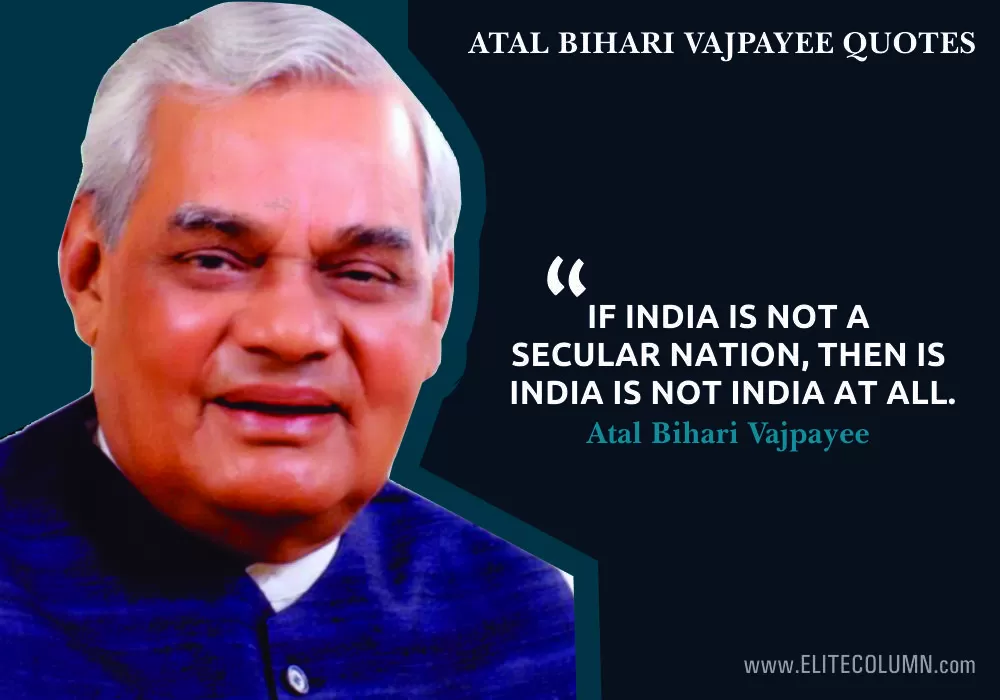 ATAL BIHARI VAJPAYEE QUOTES
“
IF INDIA IS NOT A
SECULAR NATION, THEN IS
INDIA IS NOT INDIA AT ALL.
Atal Bihari Vajpayee
www.ELITECOLUMN.com